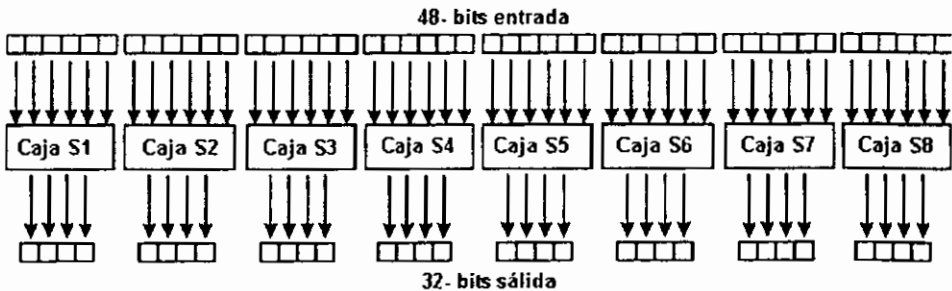 48- bits entrada
Caja S1 Caja S2 Caja S3 Caja S4 Caja S5 Caja S6 Caja S7 Caja S8
32- bits sálida